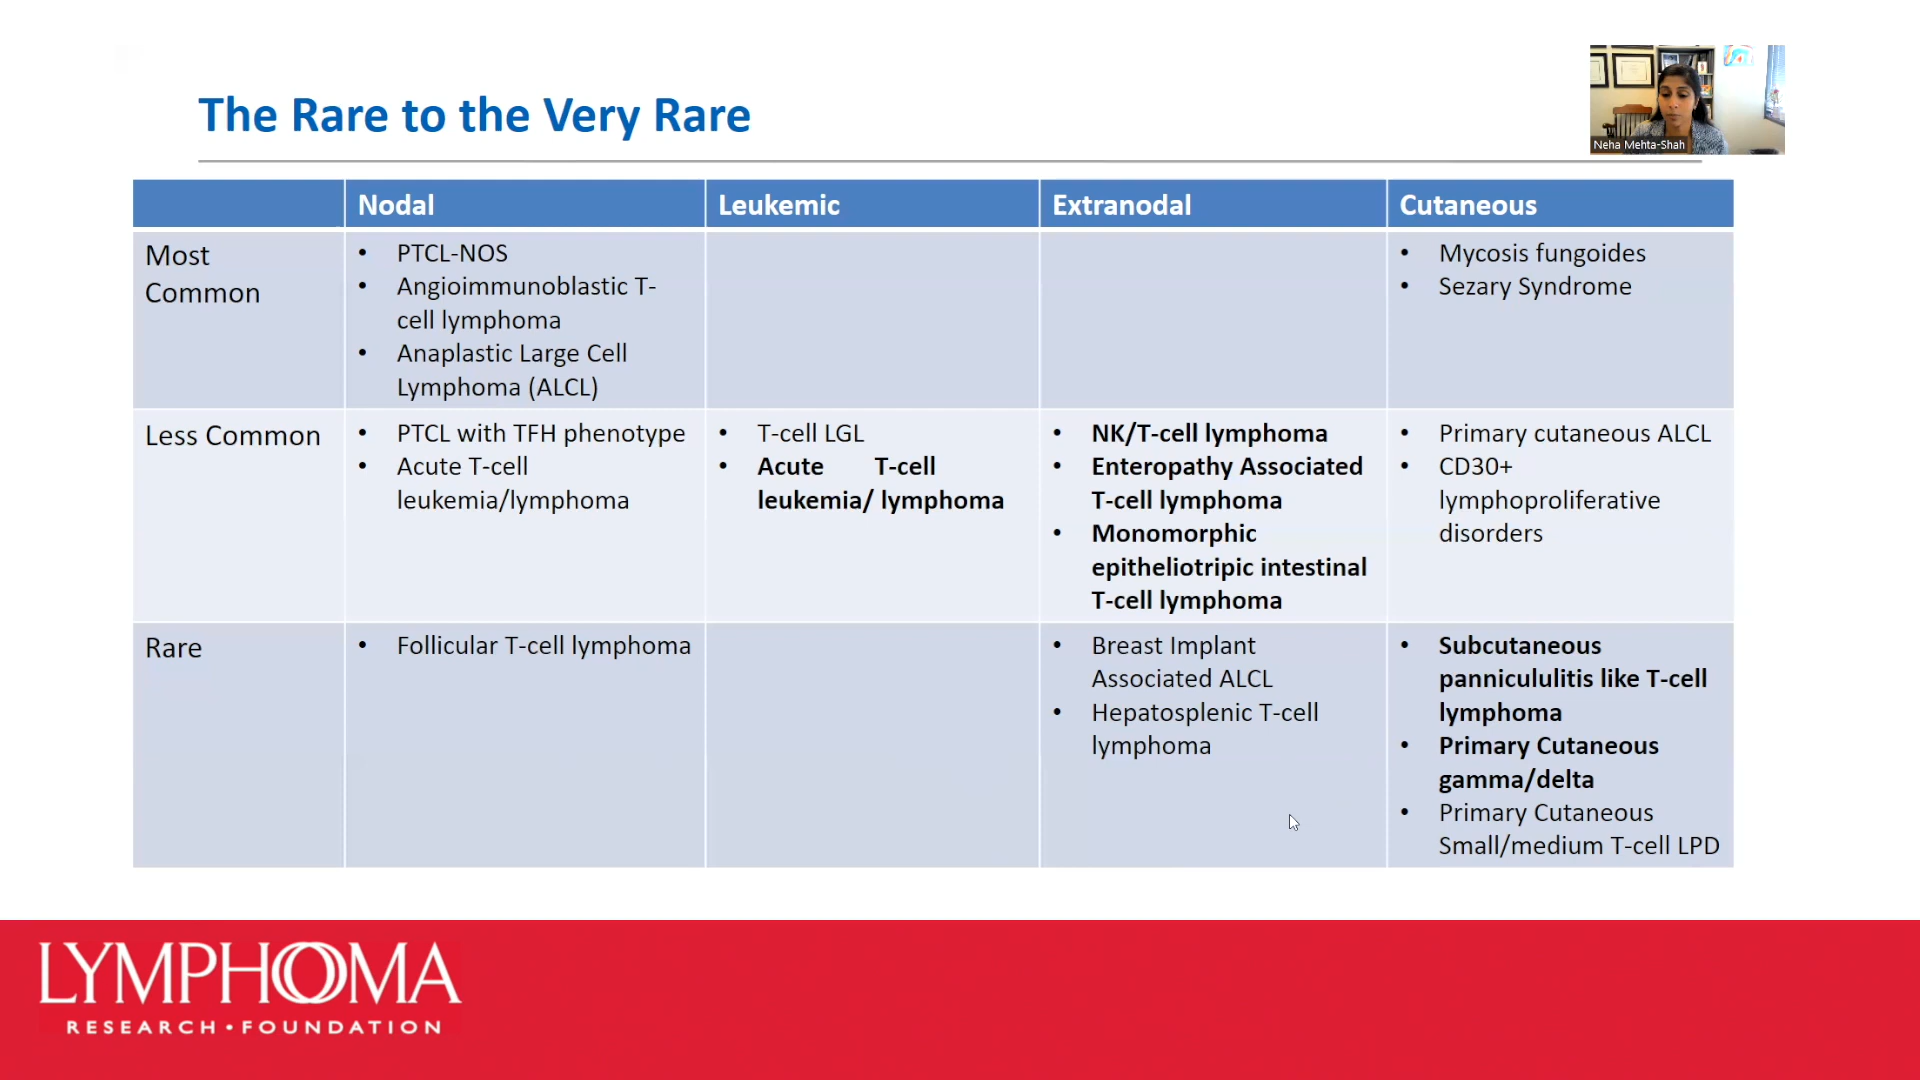 The Rare to the Very Rare
Neha Mehta-Shah
Nodal
Leukemic
Extranodal
Cutaneous
Most
Common
• PTCL-NOS
• Angioimmunoblastic T-
cell lymphoma
• Anaplastic Large Cell
Lymphoma (ALCL)
• Mycosis fungoides
• Sezary Syndrome
Less Common
• PTCL with TFH phenotype
• Acute T-cell
leukemia/lymphoma
• T-cell LGL
• Acute T-cell
leukemia/ lymphoma
• NK/T-cell lymphoma
• Enteropathy Associated
T-cell lymphoma
• Monomorphic
epitheliotripic intestinal
T-cell lymphoma
• Primary cutaneous ALCL
• CD30+
lymphoproliferative
disorders
Rare
• Follicular T-cell lymphoma
• Breast Implant
Associated ALCL
• Hepatosplenic T-cell
lymphoma
• Subcutaneous
pannicululitis like T-cell
lymphoma
• Primary Cutaneous
gamma/delta
• Primary Cutaneous
Small/medium T-cell LPD
LYMPHOMA
RESEARCH • FOUNDATION